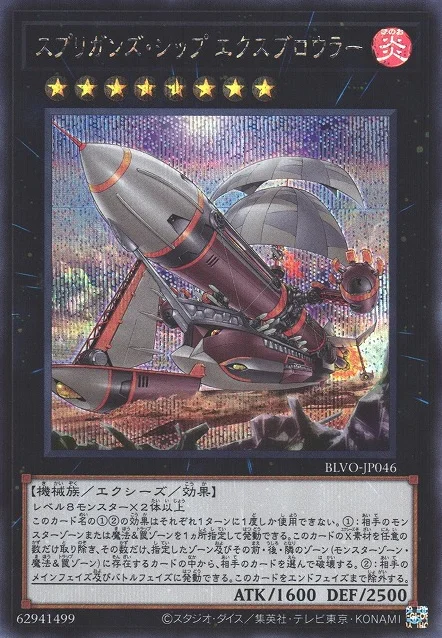 スプリガンズ・シップ エクスブロウラー
炎
BLVO-JP046
【機械族／エクシーズ／効果】
レベル8モンスター×2体以上
このカード名の①②の効果はそれぞれ1ターンに1度しか使用できない。①：相手のモン
スターゾーンまたは魔法&罠ゾーンを1ヵ所指定して発動できる。このカードのX素材を任意の
数だけ取り除き、その数だけ、指定したゾーン及びその前・後・隣のゾーン(モンスターゾーン・
魔法&罠ゾーン)に存在するカードの中から、相手のカードを選んで破壊する。②：相手の
メインフェイズ及びバトルフェイズに発動できる。このカードをエンドフェイズまで除外する。
ATK/1600 DEF/2500
62941499
©スタジオ・ダイス／集英社・テレビ東京・KONAMI